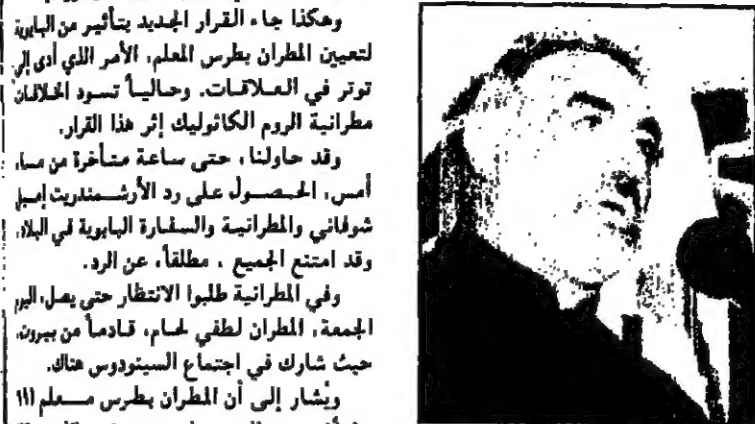 وهكذا جاء القرار الجديد بتأثير من البابوية
لتعيين المطران بطرس المعلم، الأمر الذي أدى إلى
توتر في العلاقات. وحالياً تسود الخلافات
مطرانية الروم الكاثوليك إثر هذا القرار.
وقد حاولنا، حتى ساعة متأخرة من مساء
أمس، الحصول على رد الأرشمندريت إميل
شوفاني والمطرانية والسفارة البابوية في البلاد،
وقد امتنع الجميع، مطلقاً، عن الرد.
وفي المطرانية طلبوا الانتظار حتى يصل، اليوم
الجمعة، المطران لطفي لحام، قادماً من بيروت،
حيث شارك في اجتماع السينودس هناك.
ويُشار إلى أن المطران بطرس معلم